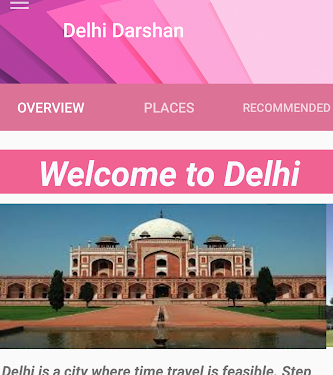 Delhi Darshan
OVERVIEW PLACES RECOMMENDED
Welcome to Delhi
Delhi is a city where time travel is feasible. Step